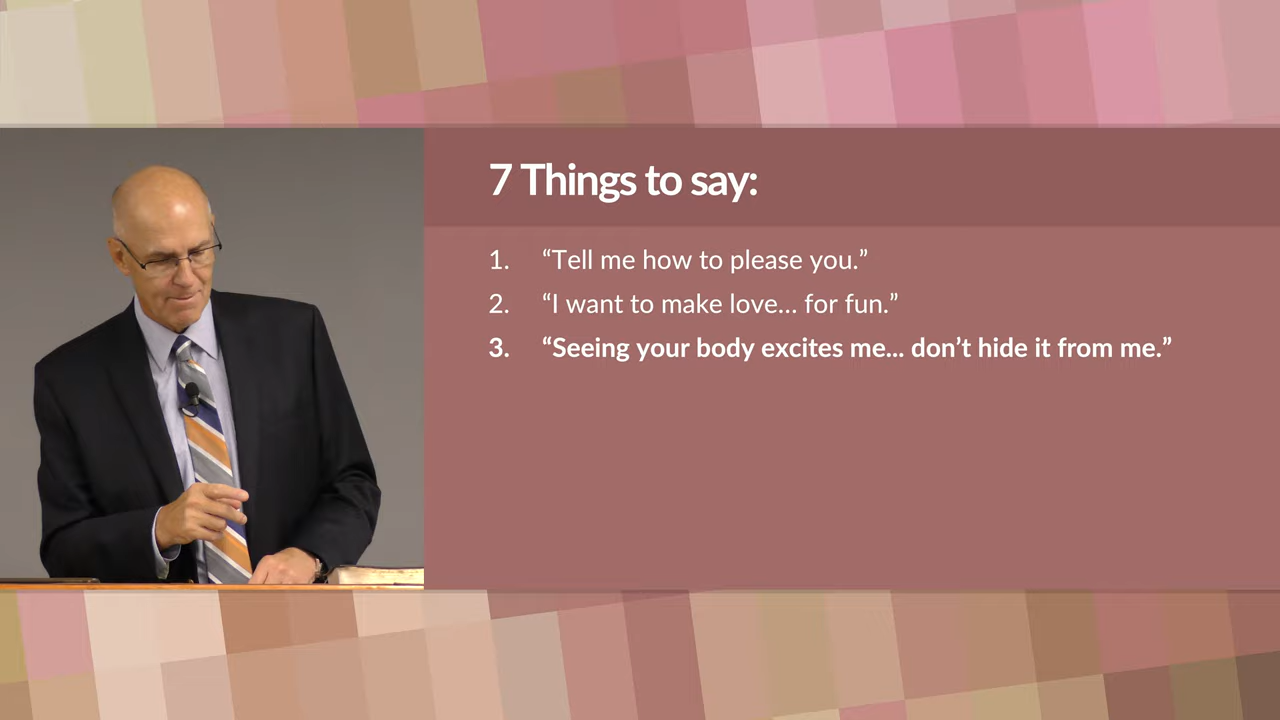 7 Things to say:
1. “Tell me how to please you.”
2. “I want to make love... for fun.”
3. “Seeing your body excites me... don’t hide it from me.”